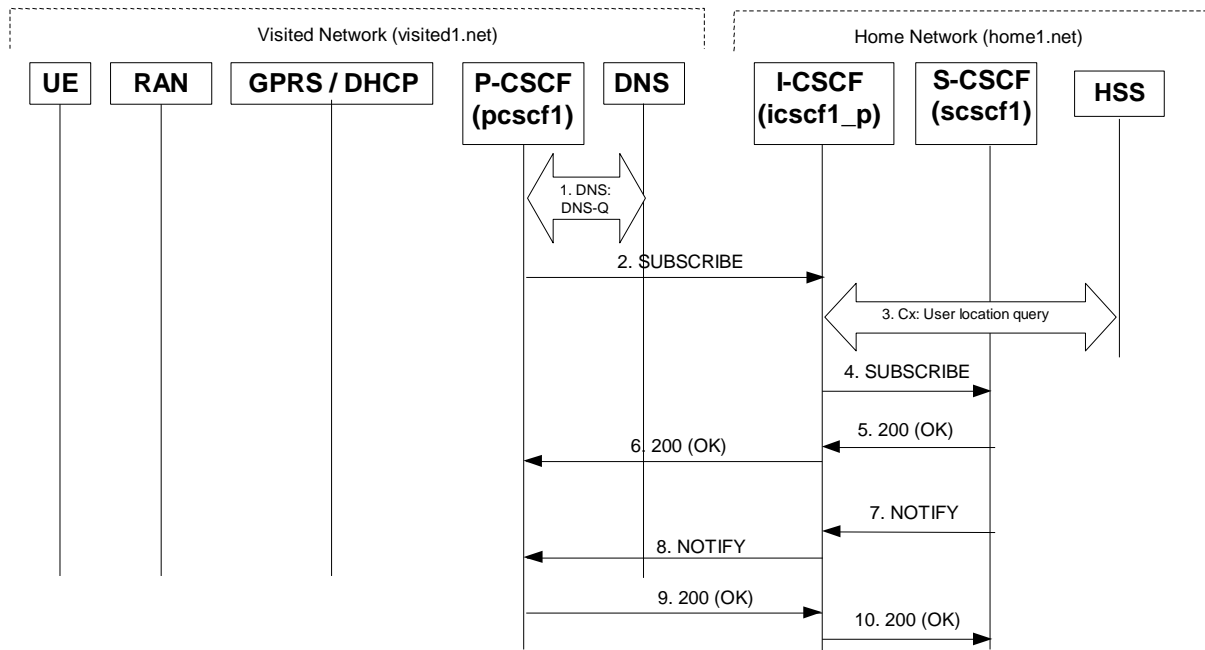 Visited Network (visited1.net)
Home Network (home1.net)
UE
RAN
GPRS / DHCP
P-CSCF
(pcscf1)
DNS
I-CSCF
(icscf1_p)
S-CSCF
(scscf1)
HSS
1. DNS:
DNS-Q
2. SUBSCRIBE
3. Cx: User location query
4. SUBSCRIBE
5. 200 (OK)
6. 200 (OK)
7. NOTIFY
8. NOTIFY
9. 200 (OK)
10. 200 (OK)